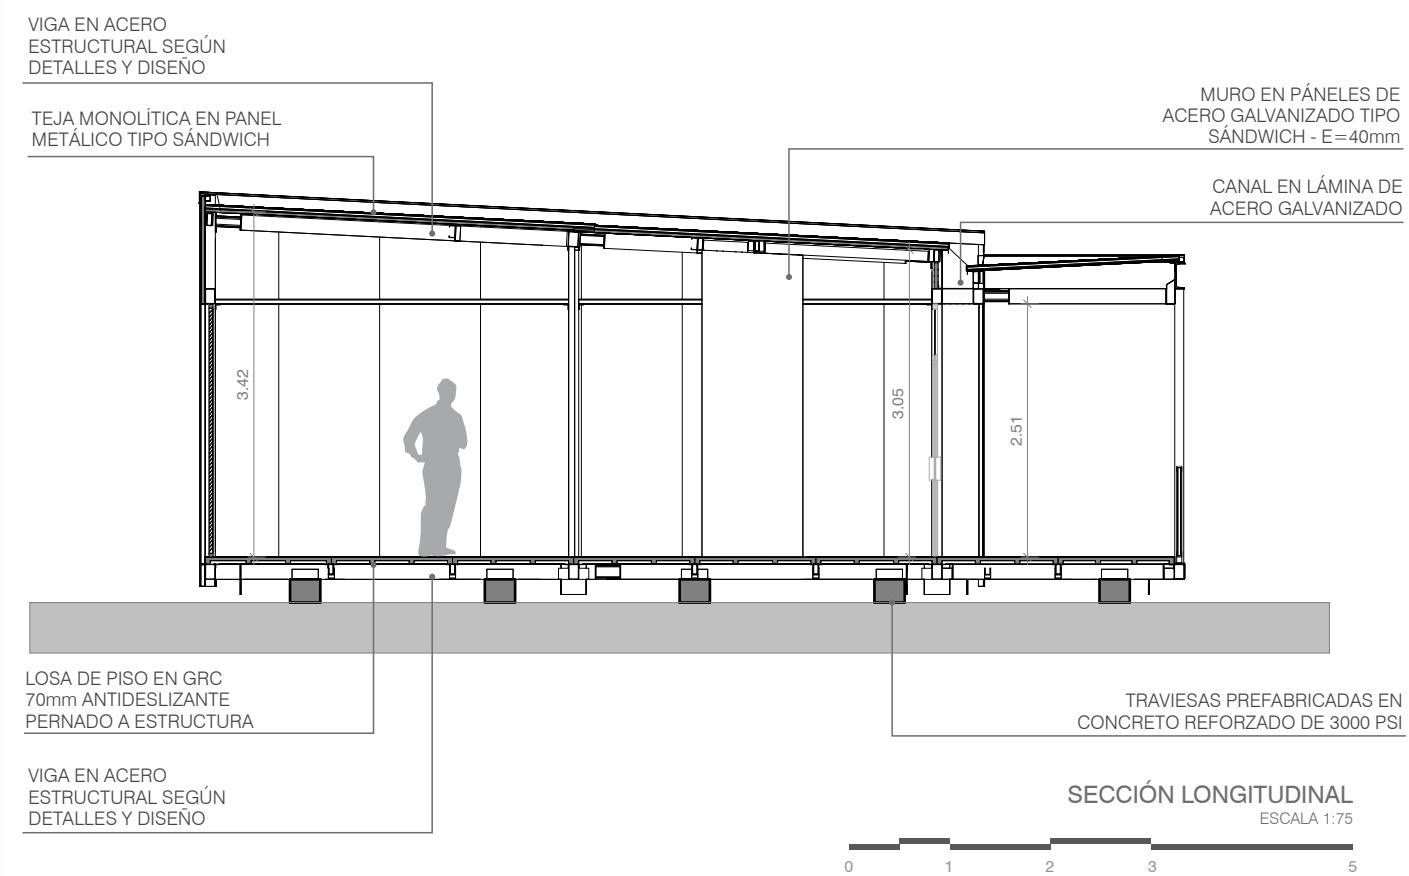 VIGA EN ACERO
ESTRUCTURAL SEGÚN
DETALLES Y DISEÑO
TEJA MONOLÍTICA EN PANEL
METÁLICO TIPO SÁNDWICH
MURO EN PÁNELES DE
ACERO GALVANIZADO TIPO
SÁNDWICH - E=40mm
CANAL EN LÁMINA DE
ACERO GALVANIZADO
3.42
3.05
2.51
LOSA DE PISO EN GRC
70mm ANTIDESLIZANTE
PERNADO A ESTRUCTURA
TRAVIESAS PREFABRICADAS EN
CONCRETO REFORZADO DE 3000 PSI
VIGA EN ACERO
ESTRUCTURAL SEGÚN
DETALLES Y DISEÑO
SECCIÓN LONGITUDINAL
ESCALA 1:75
0 1 2 3 5